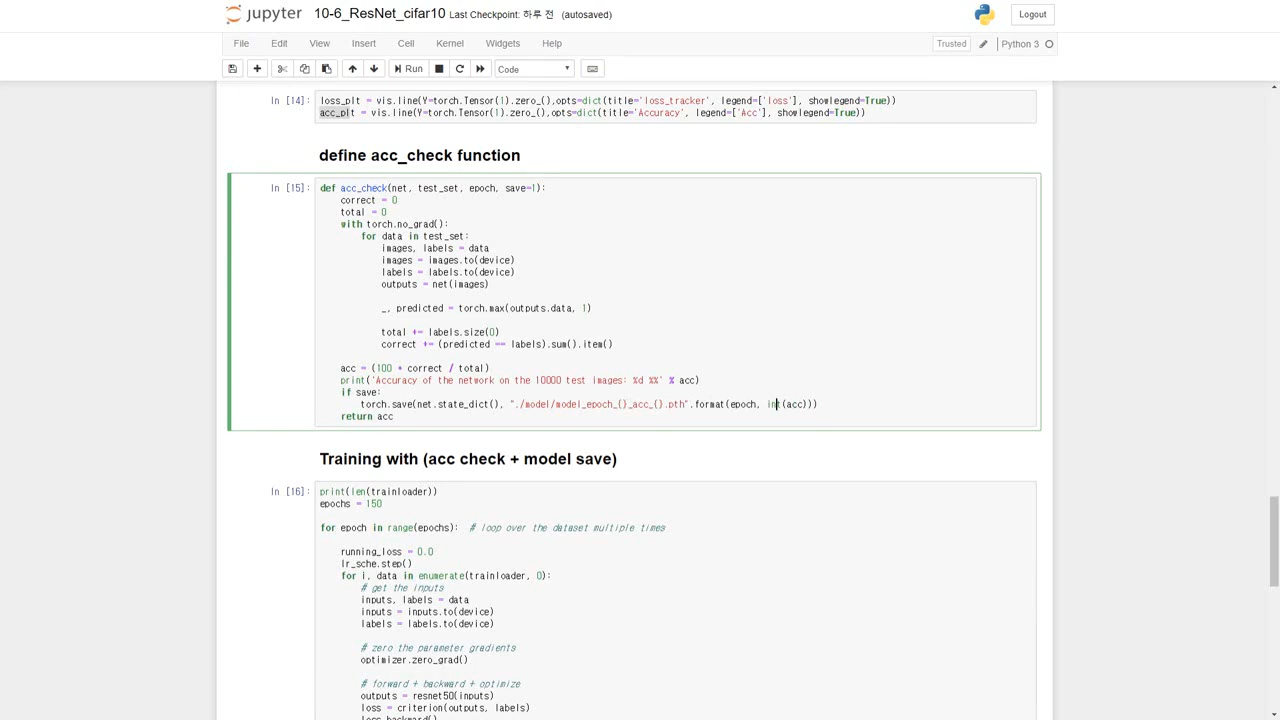 jupyter 10-6_ResNet_cifar10 Last Checkpoint: 하루 전 (autosaved) Logout
File Edit View Insert Cell Kernel Widgets Help Trusted Python 3
Run Code
In [14]: loss_plt = vis.line(Y=torch.Tensor(1).zero_(),opts=dict(title='loss_tracker', legend=['loss'], showlegend=True))
acc_plt = vis.line(Y=torch.Tensor(1).zero_(),opts=dict(title='Accuracy', legend=['Acc'], showlegend=True))
define acc_check function
In [15]: def acc_check(net, test_set, epoch, save=1):
correct = 0
total = 0
with torch.no_grad():
for data in test_set:
images, labels = data
images = images.to(device)
labels = labels.to(device)
outputs = net(images)
_, predicted = torch.max(outputs.data, 1)
total += labels.size(0)
correct += (predicted == labels).sum().item()
acc = (100 * correct / total)
print('Accuracy of the network on the 10000 test images: %d %%' % acc)
if save:
torch.save(net.state_dict(), "./model/model_epoch_{}_acc_{}.pth".format(epoch, int(acc)))
return acc
Training with (acc check + model save)
In [16]: print(len(trainloader))
epochs = 150
for epoch in range(epochs): # loop over the dataset multiple times
running_loss = 0.0
lr_sche.step()
for i, data in enumerate(trainloader, 0):
# get the inputs
inputs, labels = data
inputs = inputs.to(device)
labels = labels.to(device)
# zero the parameter gradients
optimizer.zero_grad()
# forward + backward + optimize
outputs = resnet50(inputs)
loss = criterion(outputs, labels)
loss.backward()